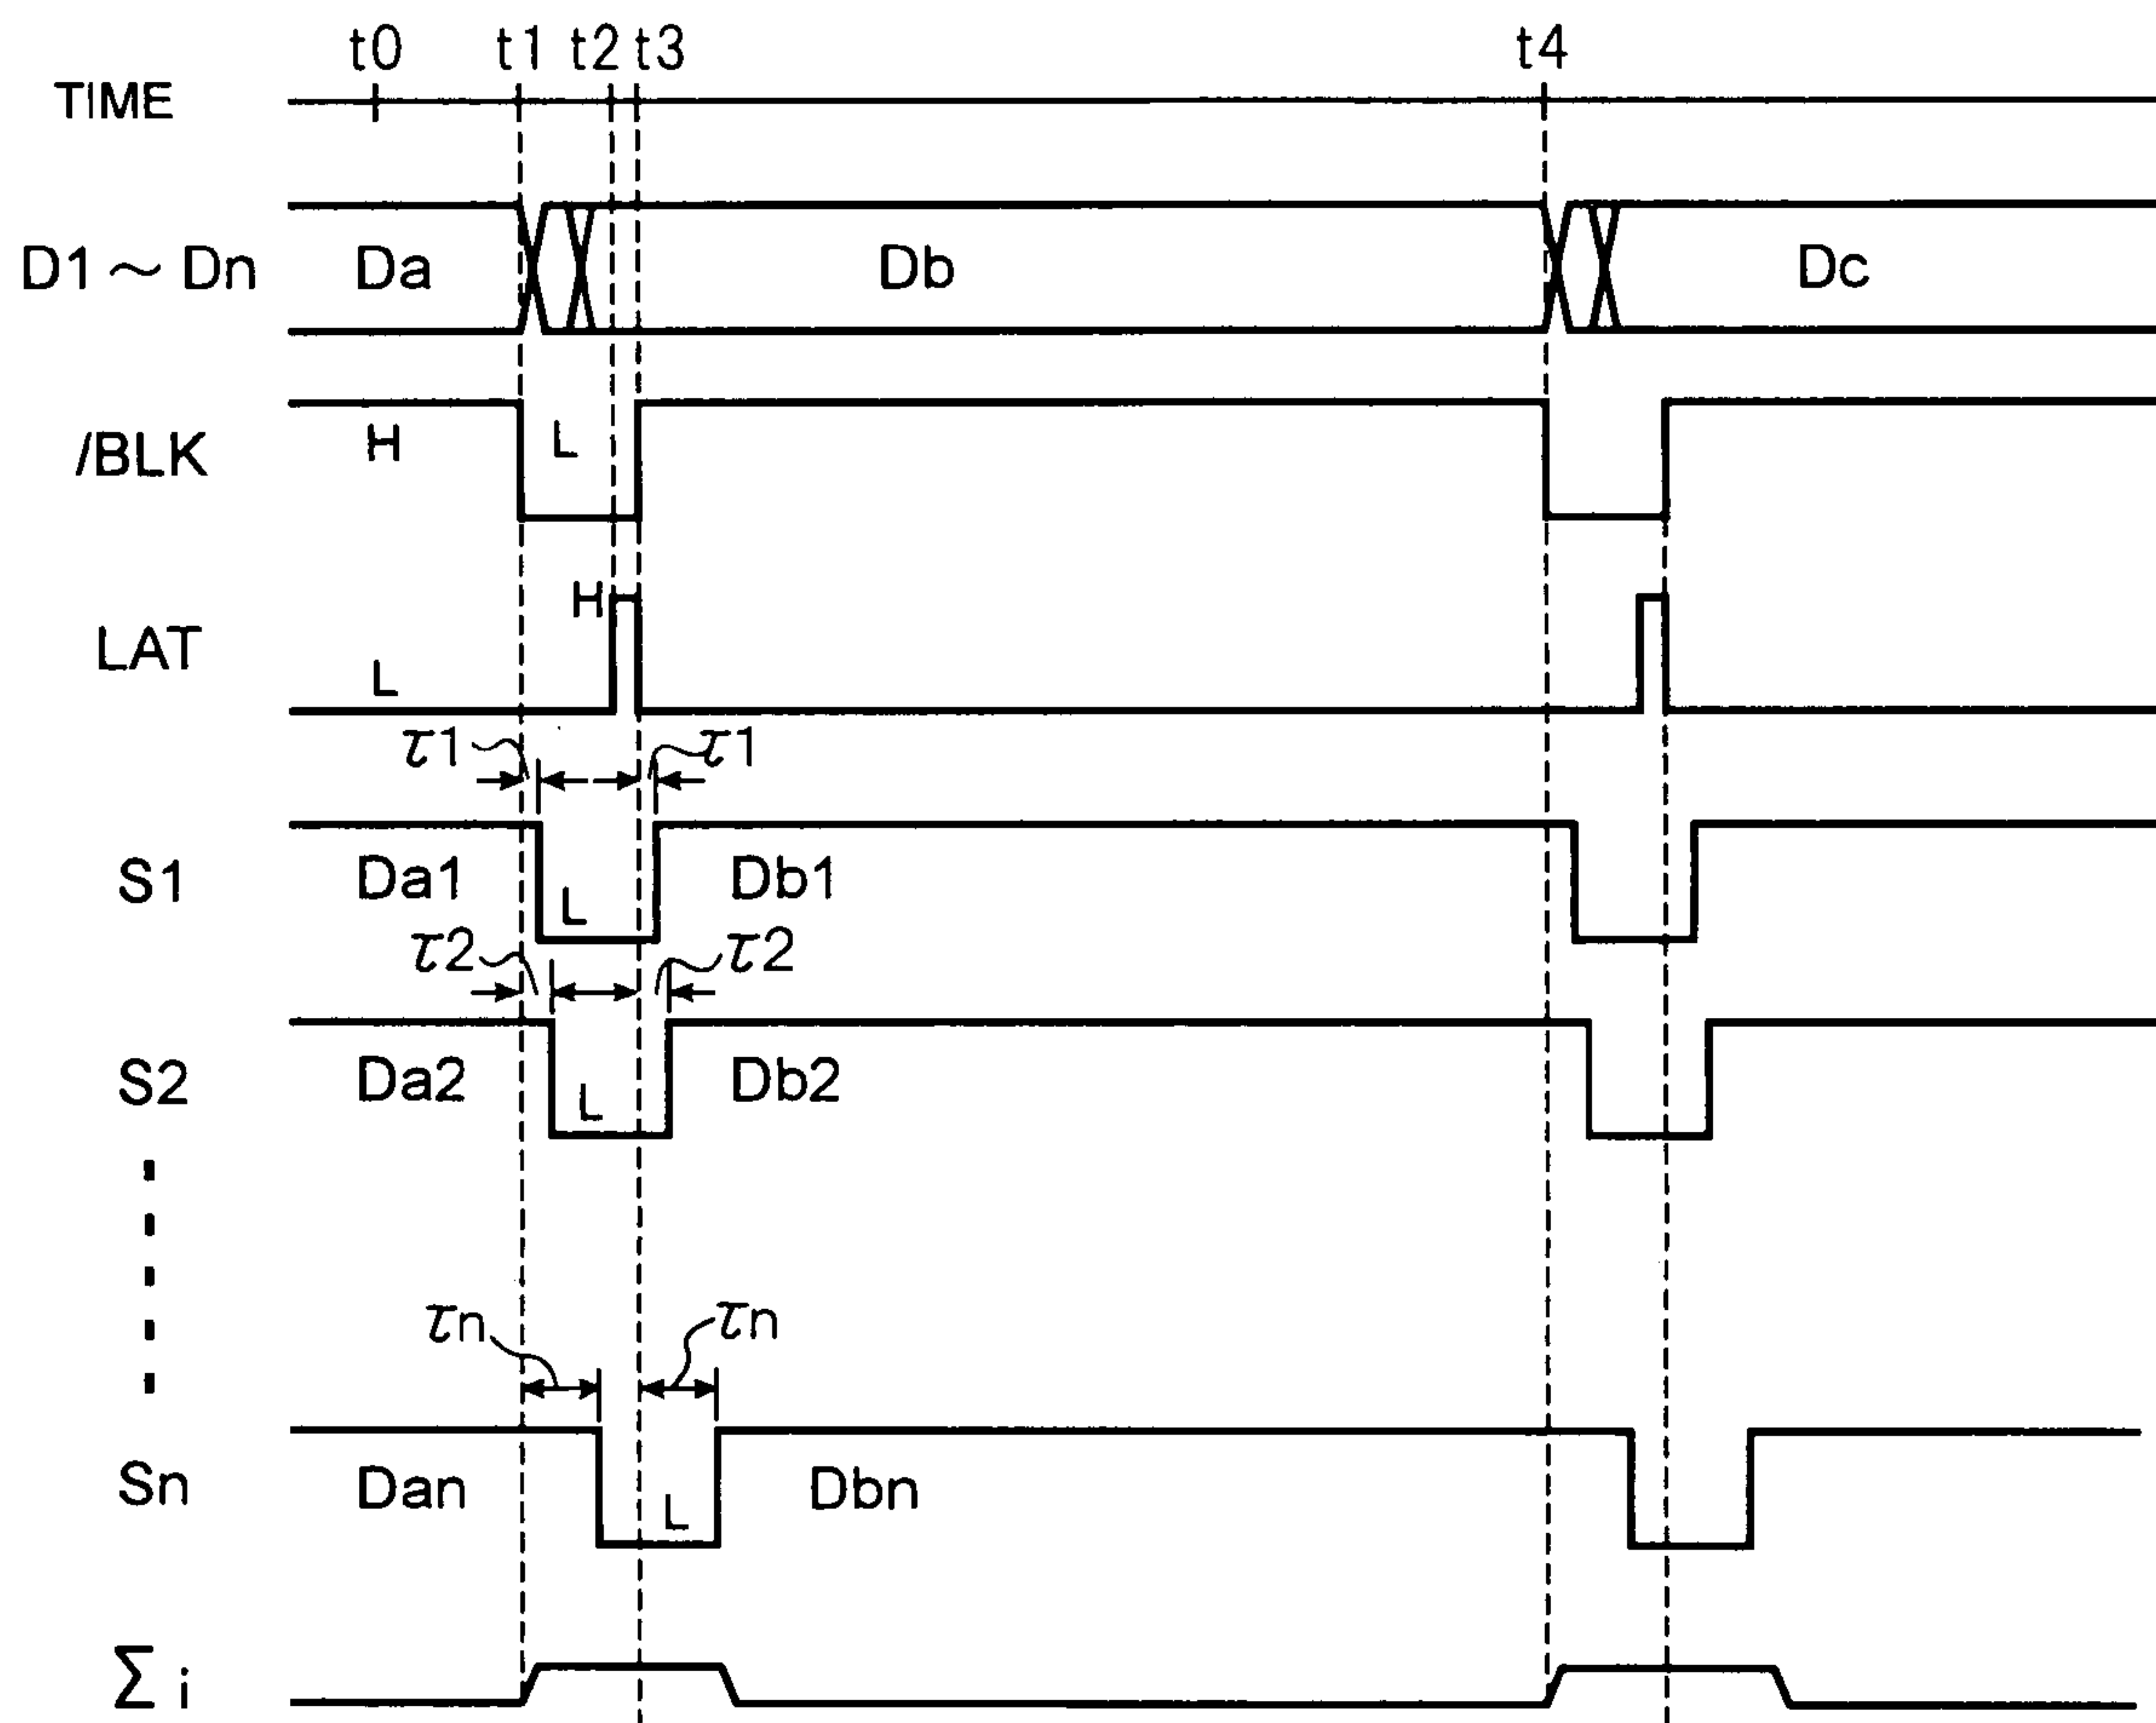 t0 t1 t2 t3 t4
TIME
D1～Dn Da Db Dc
/BLK H L
LAT L H
τ1 τ1
S1 Da1 L Db1
τ2 τ2
S2 Da2 L Db2
τn τn
Sn Dan L Dbn
Σi